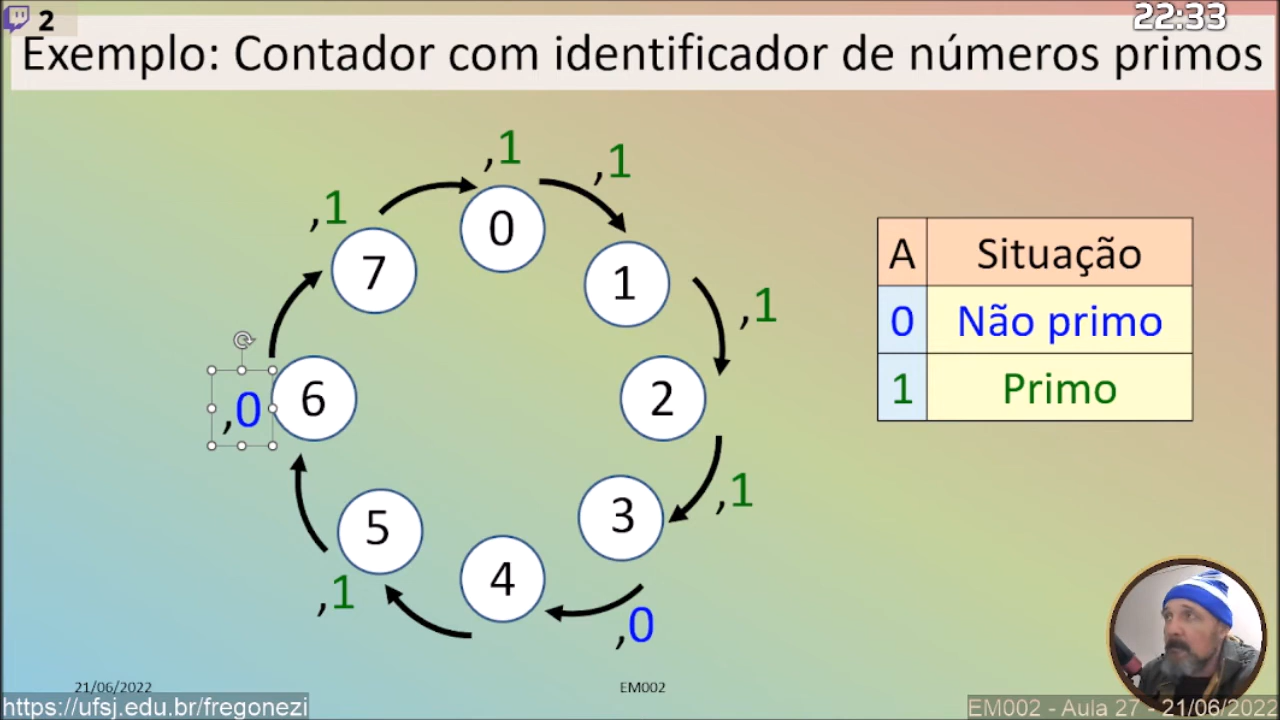 2
22:33
Exemplo: Contador com identificador de números primos
,1
,1
,1
7
0
1
,1
A Situação
0 Não primo
1 Primo
,0
6
2
5
4
3
,1
,1
,0
21/06/2022
EM002
https://ufsj.edu.br/fregonezi
EM002 - Aula 27 - 21/06/2022